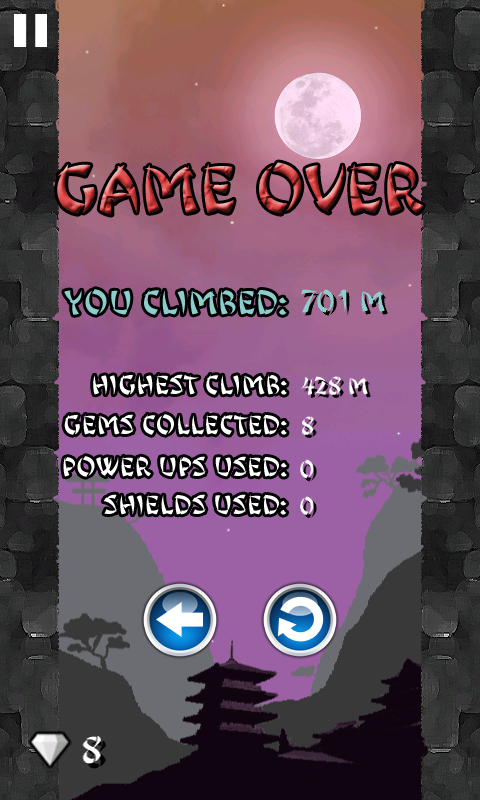 GAME OVER
YOU CLIMBED: 701 M
HIGHEST CLIMB: 428 M
GEMS COLLECTED: 8
POWER UPS USED: 0
SHIELDS USED: 0
8